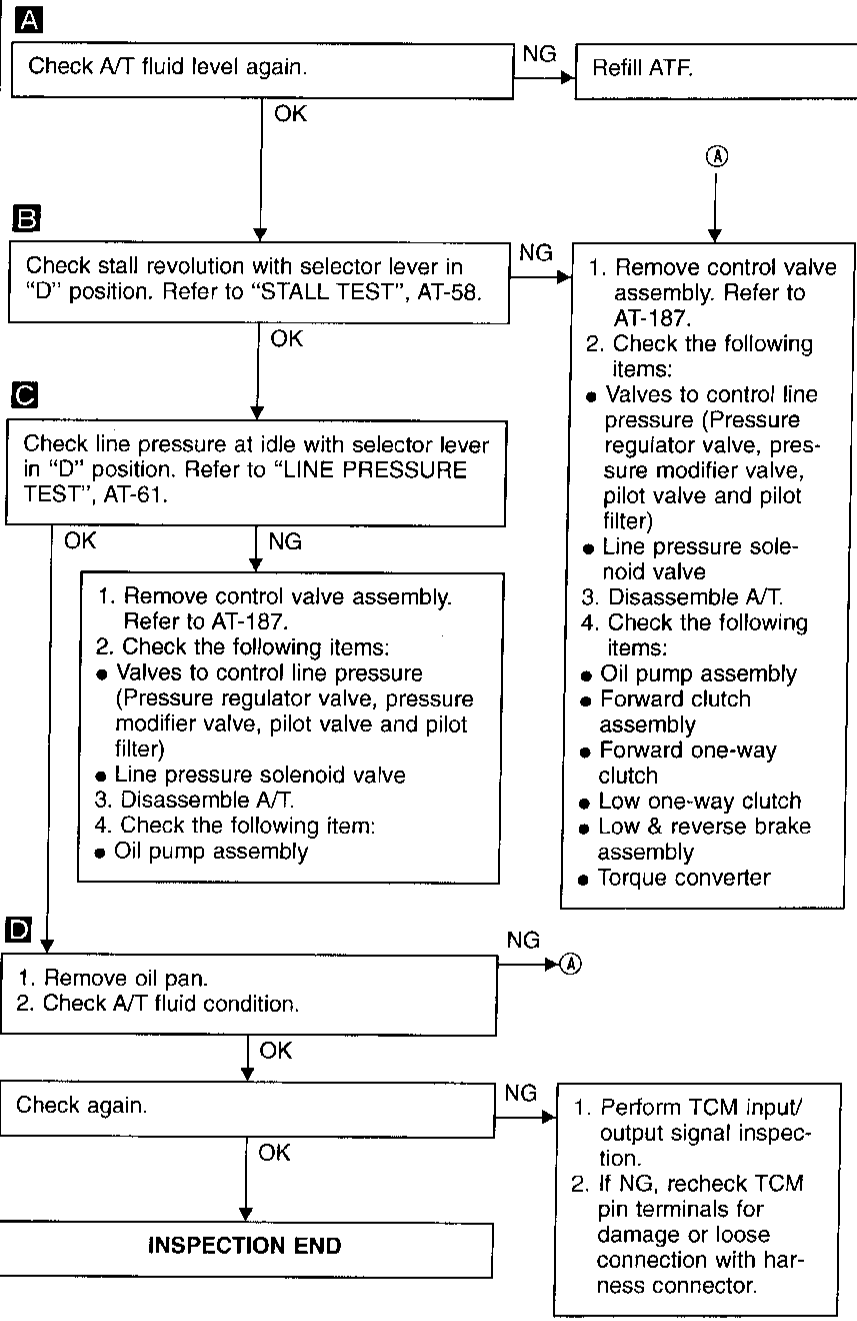 A
Check A/T fluid level again.
NG
Refill ATF.
OK
Ⓐ
B
Check stall revolution with selector lever in
“D” position. Refer to “STALL TEST”, AT-58.
NG
1. Remove control valve
assembly. Refer to
AT-187.
2. Check the following
items:
● Valves to control line
pressure (Pressure
regulator valve, pres-
sure modifier valve,
pilot valve and pilot
filter)
● Line pressure sole-
noid valve
3. Disassemble A/T.
4. Check the following
items:
● Oil pump assembly
● Forward clutch
assembly
● Forward one-way
clutch
● Low one-way clutch
● Low & reverse brake
assembly
● Torque converter
OK
C
Check line pressure at idle with selector lever
in “D” position. Refer to “LINE PRESSURE
TEST”, AT-61.
OK
NG
1. Remove control valve assembly.
Refer to AT-187.
2. Check the following items:
● Valves to control line pressure
(Pressure regulator valve, pressure
modifier valve, pilot valve and pilot
filter)
● Line pressure solenoid valve
3. Disassemble A/T.
4. Check the following item:
● Oil pump assembly
D
1. Remove oil pan.
2. Check A/T fluid condition.
NG
Ⓐ
OK
Check again.
NG
1. Perform TCM input/
output signal inspec-
tion.
2. If NG, recheck TCM
pin terminals for
damage or loose
connection with har-
ness connector.
OK
INSPECTION END